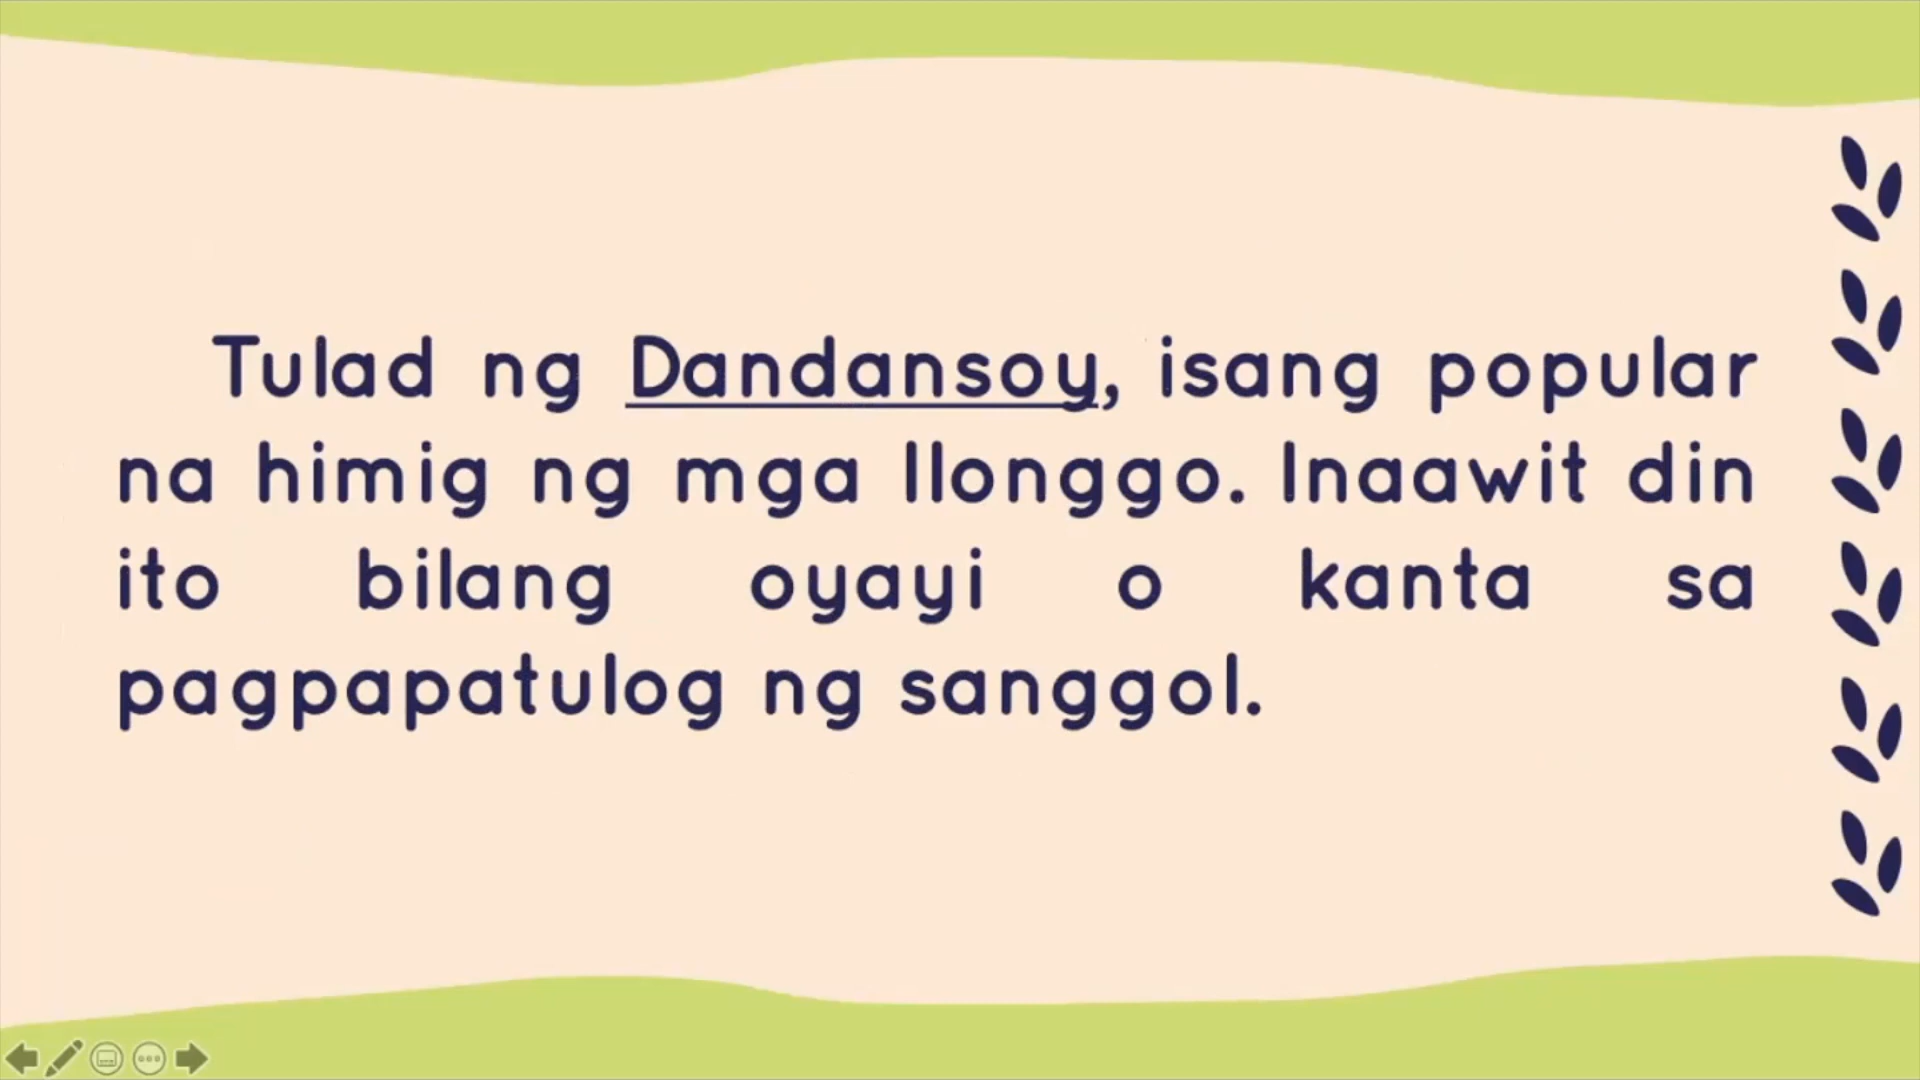 Tulad ng Dandansoy, isang popular
na himig ng mga Ilonggo. Inaawit din
ito bilang oyayi o kanta sa
pagpapatulog ng sanggol.